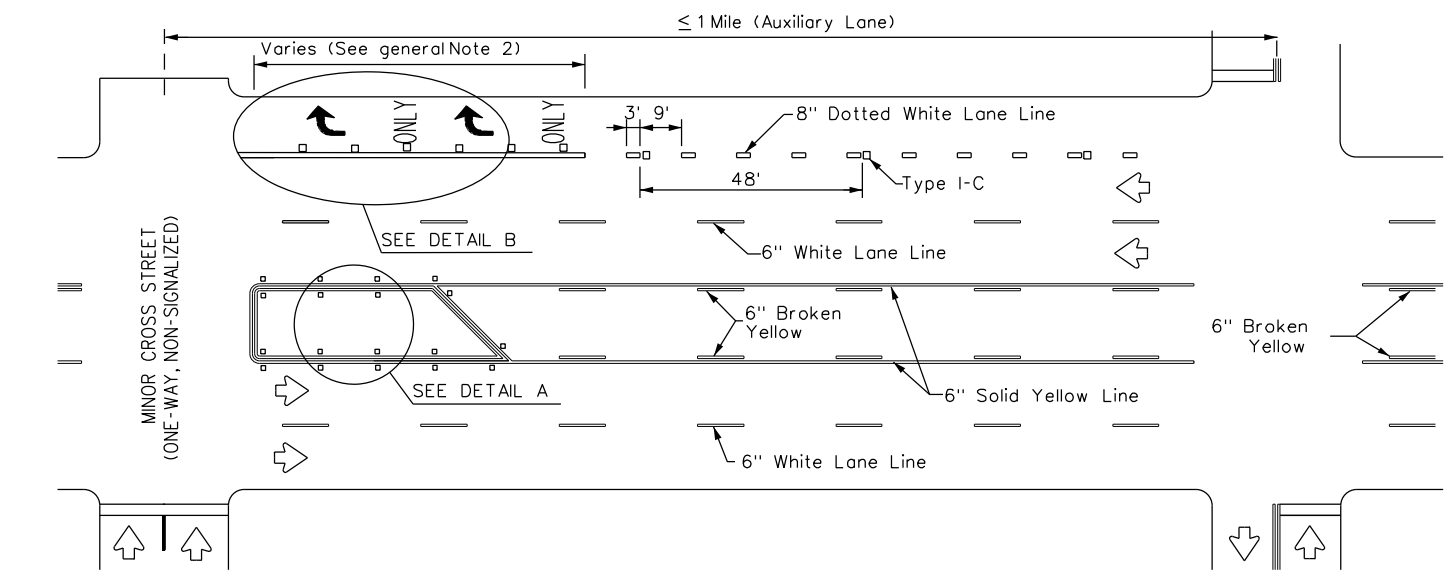 ≤ 1 Mile (Auxiliary Lane)
Varies (See general Note 2)
ONLY
ONLY
3'
9'
8" Dotted White Lane Line
48'
Type I-C
SEE DETAIL B
6" White Lane Line
MINOR CROSS STREET
(ONE-WAY, NON-SIGNALIZED)
6" Broken
Yellow
6" Broken
Yellow
SEE DETAIL A
6" Solid Yellow Line
6" White Lane Line